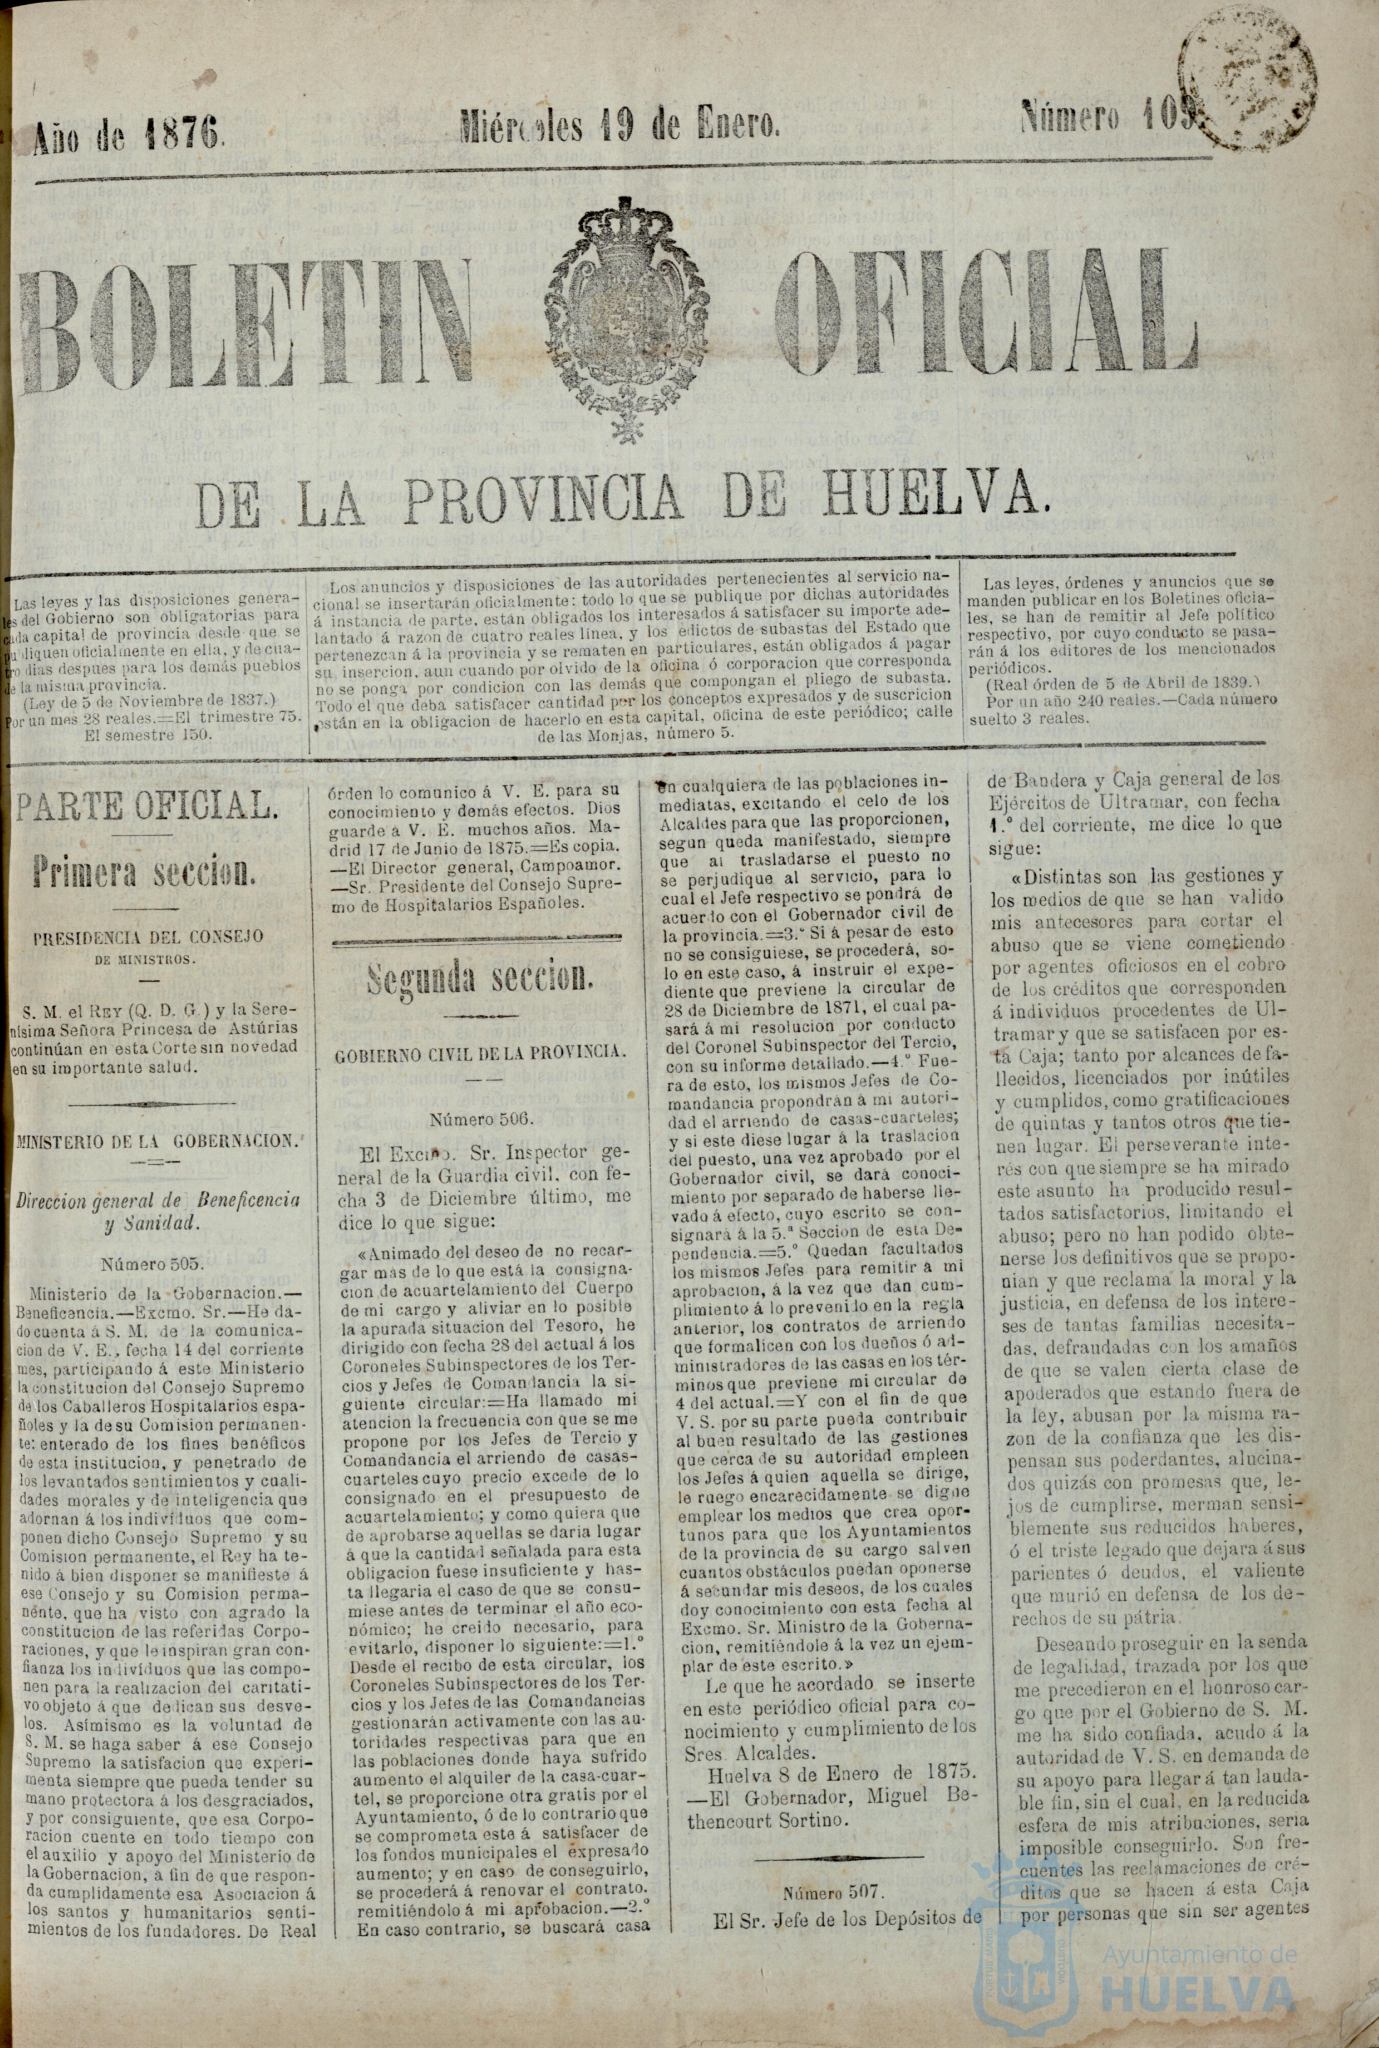 Año de 1876.
Miércoles 19 de Enero.
Número 109
BOLETIN OFICIAL
DE LA PROVINCIA DE HUELVA.
Las leyes y las disposiciones genera-
les del Gobierno son obligatorias para
cada capital de provincia desde que se
publiquen oficialmente en ella, y de cua-
tro dias despues para los demás pueblos
de la misma provincia.
(Ley de 5 de Noviembre de 1837.)
Por un mes 28 reales.=El trimestre 75.
El semestre 150.
Los anuncios y disposiciones de las autoridades pertenecientes al servicio na-
cional se insertarán oficialmente: todo lo que se publique por dichas autoridades
á instancia de parte, están obligados los interesados á satisfacer su importe ade-
lantado á razon de cuatro reales línea, y los edictos de subastas del Estado que
pertenezcan á la provincia y se rematen en particulares, están obligados á pagar
su insercion, aun cuando por olvido de la oficina ó corporacion que corresponda
no se ponga por condicion con las demás que compongan el pliego de subasta.
Todo el que deba satisfacer cantidad por los conceptos expresados y de suscricion
están en la obligacion de hacerlo en esta capital, oficina de este periódico; calle
de las Monjas, número 5.
Las leyes, órdenes y anuncios que se
manden publicar en los Boletines oficia-
les, se han de remitir al Jefe político
respectivo, por cuyo conducto se pasa-
rán á los editores de los mencionados
periódicos.
(Real órden de 5 de Abril de 1839.)
Por un año 240 reales.—Cada número
suelto 3 reales.
PARTE OFICIAL.
Primera seccion.
PRESIDENCIA DEL CONSEJO
DE MINISTROS.
S. M. el REY (Q. D. G.) y la Sere-
nísima Señora Princesa de Astúrias
continúan en esta Corte sin novedad
en su importante salud.
MINISTERIO DE LA GOBERNACION.
Direccion general de Beneficencia
y Sanidad.
Número 505.
Ministerio de la Gobernacion.—
Beneficencia.—Excmo. Sr.—He da-
do cuenta á S. M. de la comunica-
cion de V. E., fecha 14 del corriente
mes, participando á este Ministerio
la constitucion del Consejo Supremo
de los Caballeros Hospitalarios espa-
ñoles y la de su Comision permanen-
te: enterado de los fines benéficos
de esta institucion, y penetrado de
los levantados sentimientos y cuali-
dades morales y de inteligencia que
adornan á los indivíduos que com-
ponen dicho Consejo Supremo y su
Comision permanente, el Rey ha te-
nido á bien disponer se manifieste á
ese Consejo y su Comision perma-
nente, que ha visto con agrado la
constitucion de las referidas Corpo-
raciones, y que le inspiran gran con-
fianza los indivíduos que las compo-
nen para la realizacion del caritati-
vo objeto á que dedican sus desve-
los. Asimismo es la voluntad de
S. M. se haga saber á ese Consejo
Supremo la satisfacion que experi-
menta siempre que pueda tender su
mano protectora á los desgraciados,
y por consiguiente, que esa Corpo-
racion cuente en todo tiempo con
el auxilio y apoyo del Ministerio de
la Gobernacion, á fin de que respon-
da cumplidamente esa Asociacion á
los santos y humanitarios senti-
mientos de los fundadores. De Real
órden lo comunico á V. E. para su
conocimiento y demás efectos. Dios
guarde á V. E. muchos años. Ma-
drid 17 de Junio de 1875.=Es copia.
—El Director general, Campoamor.
—Sr. Presidente del Consejo Supre-
mo de Hospitalarios Españoles.
Segunda seccion.
GOBIERNO CIVIL DE LA PROVINCIA.
Número 506.
El Excmo. Sr. Inspector ge-
neral de la Guardia civil, con fe-
cha 3 de Diciembre último, me
dice lo que sigue:
«Animado del deseo de no recar-
gar mas de lo que está la consigna-
cion de acuartelamiento del Cuerpo
de mi cargo y aliviar en lo posible
la apurada situacion del Tesoro, he
dirigido con fecha 28 del actual á los
Coroneles Subinspectores de los Ter-
cios y Jefes de Comandancia la si-
guiente circular:=Ha llamado mi
atencion la frecuencia con que se me
propone por los Jefes de Tercio y
Comandancia el arriendo de casas-
cuarteles cuyo precio excede de lo
consignado en el presupuesto de
acuartelamiento; y como quiera que
de aprobarse aquellas se daria lugar
á que la cantidad señalada para esta
obligacion fuese insuficiente y has-
ta llegaria el caso de que se consu-
miese antes de terminar el año eco-
nómico; he creido necesario, para
evitarlo, disponer lo siguiente:=1.º
Desde el recibo de esta circular, los
Coroneles Subinspectores de los Ter-
cios y los Jefes de las Comandancias
gestionarán activamente con las au-
toridades respectivas para que en
las poblaciones donde haya sufrido
aumento el alquiler de la casa-cuar-
tel, se proporcione otra gratis por el
Ayuntamiento, ó de lo contrario que
se comprometa este á satisfacer de
los fondos municipales el expresado
aumento; y en caso de conseguirlo,
se procederá á renovar el contrato,
remitiéndolo á mi aprobacion.—2.º
En caso contrario, se buscará casa
en cualquiera de las poblaciones in-
mediatas, excitando el celo de los
Alcaldes para que las proporcionen,
segun queda manifestado, siempre
que al trasladarse el puesto no
se perjudique al servicio, para lo
cual el Jefe respectivo se pondrá de
acuerdo con el Gobernador civil de
la provincia.=3.º Si á pesar de esto
no se consiguiese, se procederá, so-
lo en este caso, á instruir el expe-
diente que previene la circular de
28 de Diciembre de 1871, el cual pa-
sará á mi resolucion por conducto
del Coronel Subinspector del Tercio,
con su informe detallado.—4.º Fue-
ra de esto, los mismos Jefes de Co-
mandancia propondrán á mi autori-
dad el arriendo de casas-cuarteles;
y si este diese lugar á la traslacion
del puesto, una vez aprobado por el
Gobernador civil, se dará conoci-
miento por separado de haberse lle-
vado á efecto, cuyo escrito se con-
signará á la 5.ª Seccion de esta De-
pendencia.=5.º Quedan facultados
los mismos Jefes para remitir á mi
aprobacion, á la vez que dan cum-
plimiento á lo prevenido en la regla
anterior, los contratos de arriendo
que formalicen con los dueños ó ad-
ministradores de las casas en los tér-
minos que previene mi circular de
4 del actual.=Y con el fin de que
V. S. por su parte pueda contribuir
al buen resultado de las gestiones
que cerca de su autoridad empleen
los Jefes á quien aquella se dirige,
le ruego encarecidamente se digne
emplear los medios que crea opor-
tunos para que los Ayuntamientos
de la provincia de su cargo salven
cuantos obstáculos puedan oponerse
á secundar mis deseos, de los cuales
doy conocimiento con esta fecha al
Excmo. Sr. Ministro de la Goberna-
cion, remitiéndole á la vez un ejem-
plar de este escrito.»
Le que he acordado se inserte
en este periódico oficial para co-
nocimiento y cumplimiento de los
Sres. Alcaldes.
Huelva 8 de Enero de 1875.
—El Gobernador, Miguel Be-
thencourt Sortino.
Número 507.
El Sr. Jefe de los Depósitos de
de Bandera y Caja general de los
Ejércitos de Ultramar, con fecha
1.º del corriente, me dice lo que
sigue:
«Distintas son las gestiones y
los medios de que se han valido
mis antecesores para cortar el
abuso que se viene cometiendo
por agentes oficiosos en el cobro
de los créditos que corresponden
á individuos procedentes de Ul-
tramar y que se satisfacen por es-
ta Caja; tanto por alcances de fa-
llecidos, licenciados por inútiles
y cumplidos, como gratificaciones
de quintas y tantos otros que tie-
nen lugar. El perseverante inte-
rés con que siempre se ha mirado
este asunto ha producido resul-
tados satisfactorios, limitando el
abuso; pero no han podido obte-
nerse los definitivos que se propo-
nian y que reclama la moral y la
justicia, en defensa de los intere-
ses de tantas familias necesita-
das, defraudadas con los amaños
de que se valen cierta clase de
apoderados que estando fuera de
la ley, abusan por la misma ra-
zon de la confianza que les dis-
pensan sus poderdantes, alucina-
dos quizás con promesas que, le-
jos de cumplirse, merman sensi-
blemente sus reducidos haberes,
ó el triste legado que dejara á sus
parientes ó deudos, el valiente
que murió en defensa de los de-
rechos de su pátria.
Deseando proseguir en la senda
de legalidad, trazada por los que
me precedieron en el honroso car-
go que por el Gobierno de S. M.
me ha sido confiada, acudo á la
autoridad de V. S. en demanda de
su apoyo para llegar á tan lauda-
ble fin, sin el cual, en la reducida
esfera de mis atribuciones, seria
imposible conseguirlo. Son fre-
cuentes las reclamaciones de cré-
ditos que se hacen á esta Caja
por personas que sin ser agentes
Ayuntamiento de
HUELVA